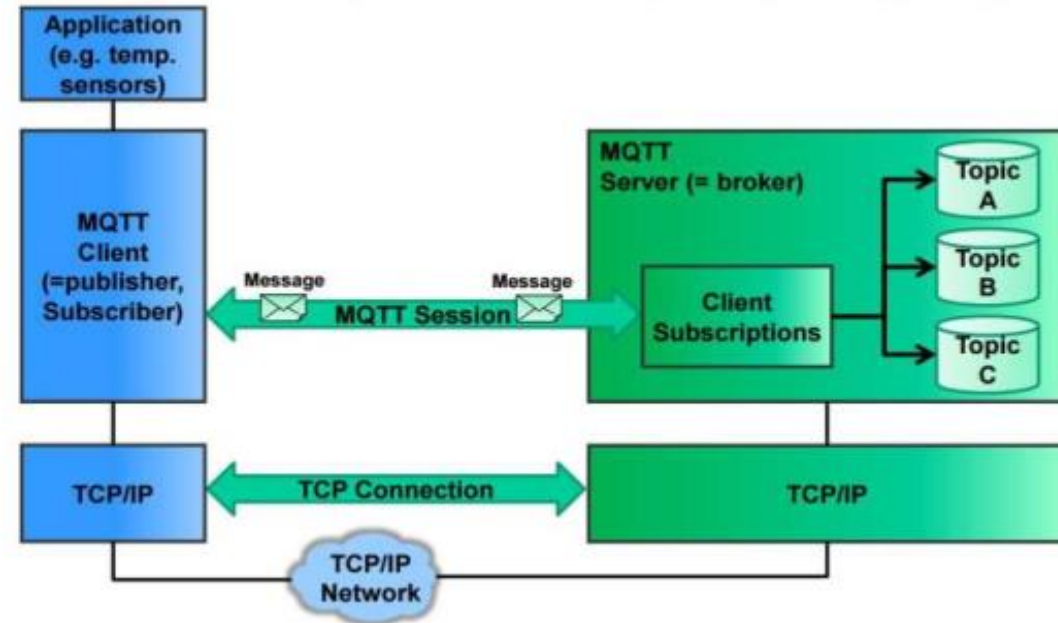 Application
(e.g. temp.
sensors)
MQTT
Client
(=publisher,
Subscriber)
Message
Message
MQTT Session
MQTT
Server (= broker)
Client
Subscriptions
Topic
A
Topic
B
Topic
C
TCP/IP
TCP Connection
TCP/IP
TCP/IP
Network